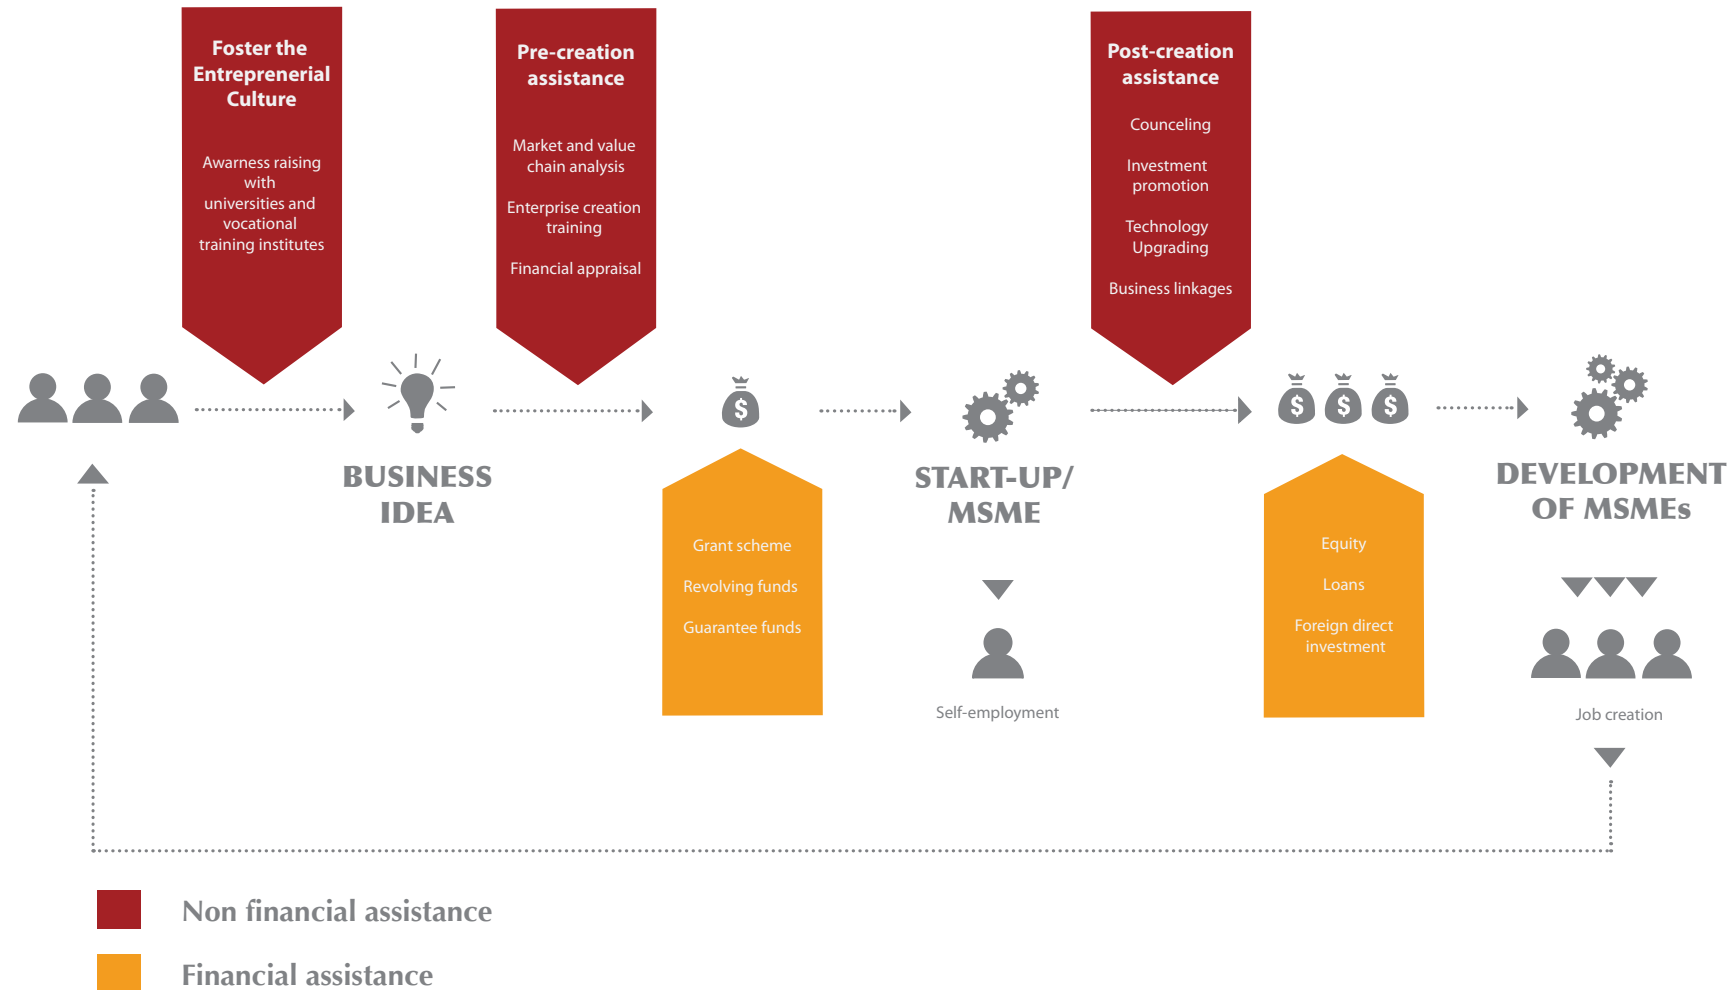 Foster the
Entreprenerial
Culture
Awarness raising
with
universities and
vocational
training institutes
Pre-creation
assistance
Market and value
chain analysis
Enterprise creation
training
Financial appraisal
Post-creation
assistance
Counceling
Investment
promotion
Technology
Upgrading
Business linkages
$
$ $ $
BUSINESS
IDEA
START-UP/
MSME
DEVELOPMENT
OF MSMEs
Grant scheme
Revolving funds
Guarantee funds
Self-employment
Equity
Loans
Foreign direct
investment
Job creation
Non financial assistance
Financial assistance